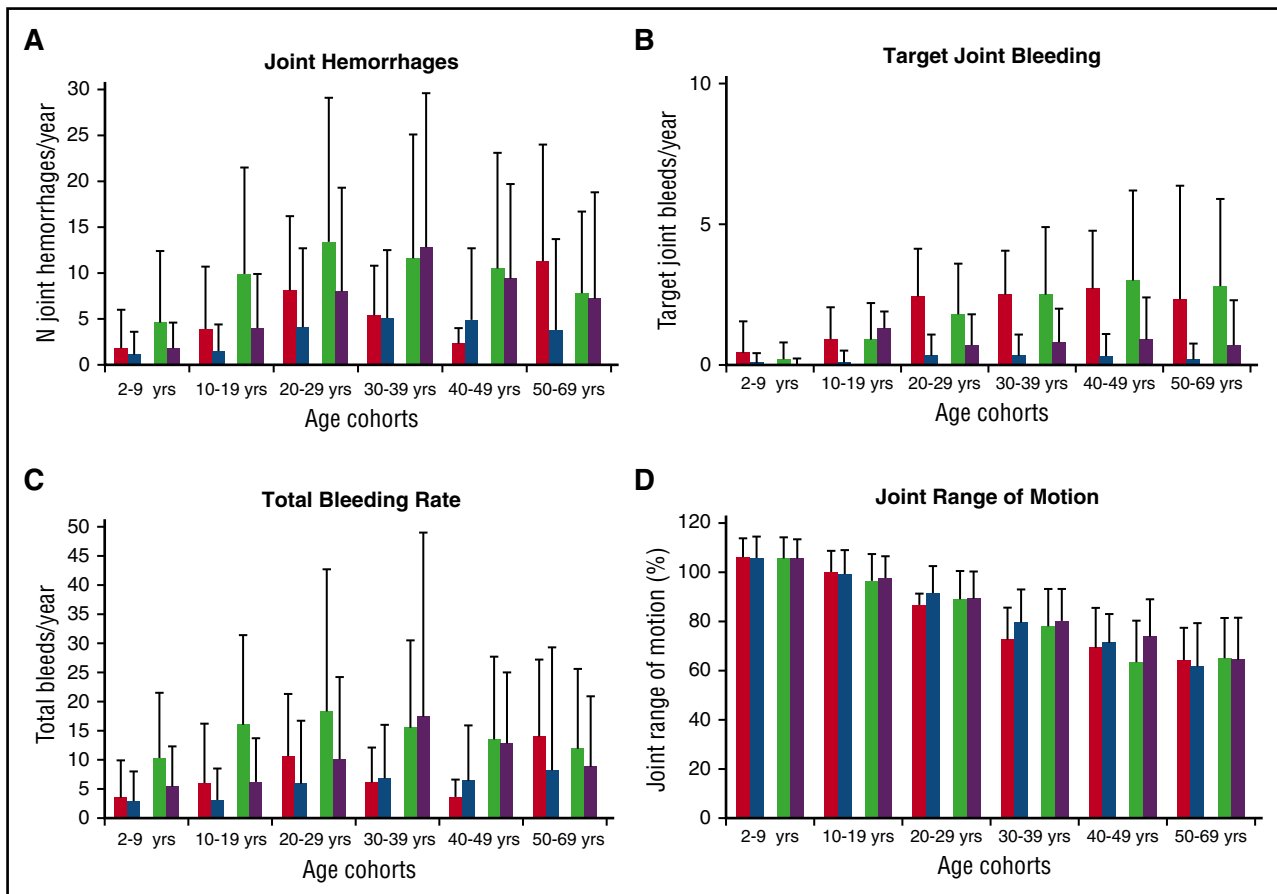 A
Joint Hemorrhages
N joint hemorrhages/year
30
25
20
15
10
5
0
2-9 yrs 10-19 yrs 20-29 yrs 30-39 yrs 40-49 yrs 50-69 yrs
Age cohorts
B
Target Joint Bleeding
Target joint bleeds/year
10
5
0
2-9 yrs 10-19 yrs 20-29 yrs 30-39 yrs 40-49 yrs 50-69 yrs
Age cohorts
C
Total Bleeding Rate
Total bleeds/year
50
45
40
35
30
25
20
15
10
5
0
2-9 yrs 10-19 yrs 20-29 yrs 30-39 yrs 40-49 yrs 50-69 yrs
Age cohorts
D
Joint Range of Motion
Joint range of motion (%)
120
100
80
60
40
20
0
2-9 yrs 10-19 yrs 20-29 yrs 30-39 yrs 40-49 yrs 50-69 yrs
Age cohorts